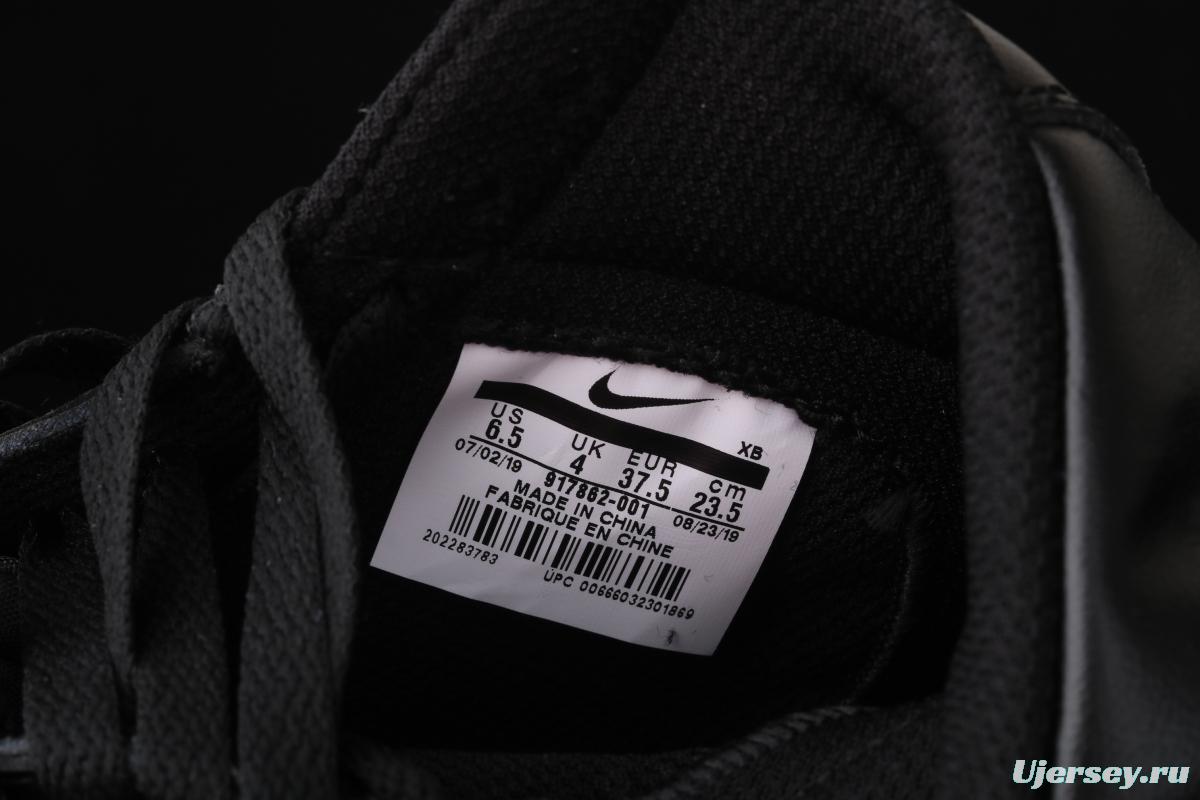 XB
US UK EUR cm
6.5 4 37.5 23.5
07/02/19 917862-001 08/23/19
MADE IN CHINA
FABRIQUE EN CHINE
202283783
UPC 00666032301869
Ujersey.ru